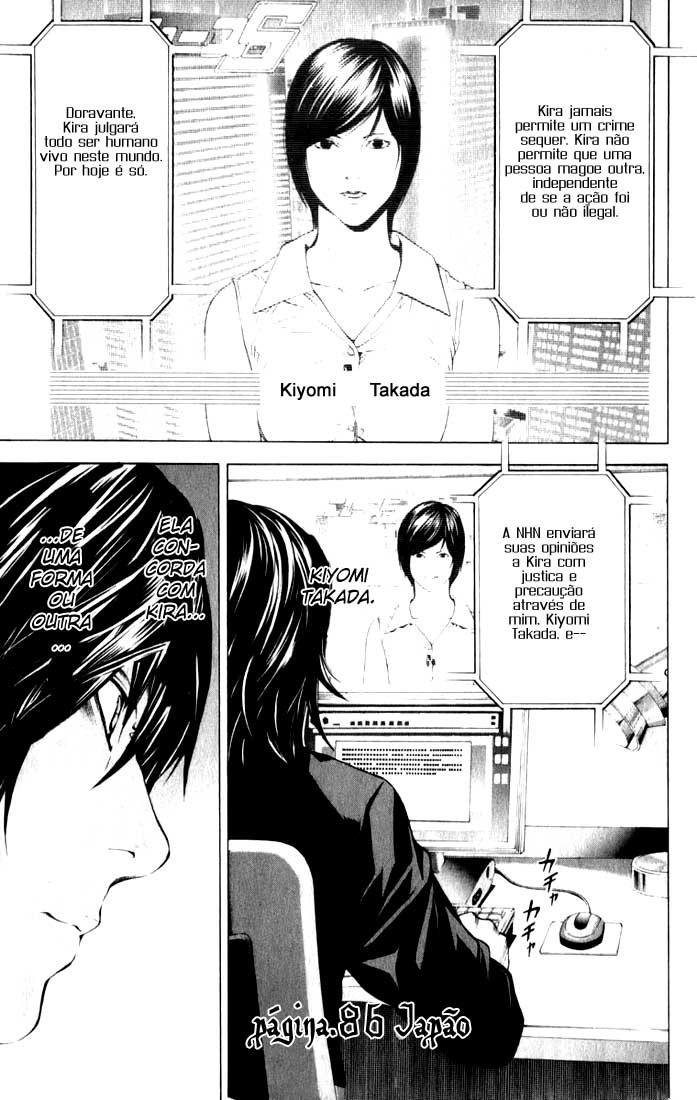 Kira jamais
permite um crime
sequer. Kira não
permite que uma
pessoa magoe outra,
independente
de se a ação foi
ou não ilegal.
Doravante,
Kira julgará
todo ser humano
vivo neste mundo.
Por hoje é só.
Kiyomi Takada
A NHN enviará
suas opiniões
a Kira com
justica e
precaução
através de
mim, Kiyomi
Takada, e--
KIYOMI
TAKADA.
カチャ
カチャ
ELA
CON-
CORDA
COM
KIRA...
...DE
UMA
FORMA
OU
OUTRA
...
página.86 Japão